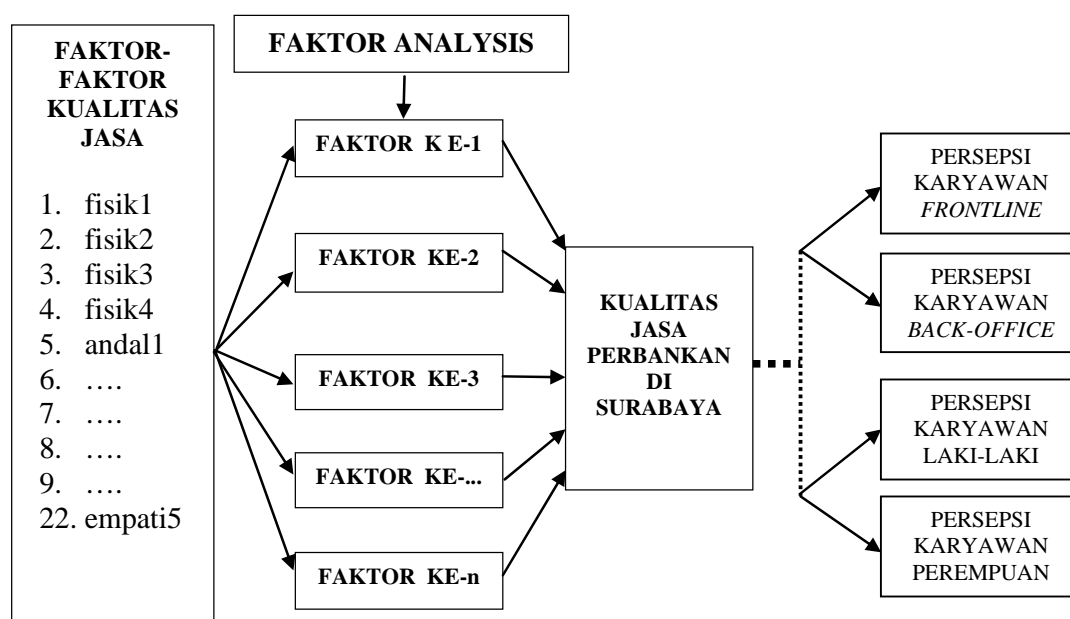 FAKTOR-
FAKTOR
KUALITAS
JASA
1. fisik1
2. fisik2
3. fisik3
4. fisik4
5. andal1
6. ….
7. ….
8. ….
9. ….
22. empati5
FAKTOR ANALYSIS
FAKTOR K E-1
FAKTOR KE-2
FAKTOR KE-3
FAKTOR KE-...
FAKTOR KE-n
KUALITAS
JASA
PERBANKAN
DI
SURABAYA
PERSEPSI
KARYAWAN
FRONTLINE
PERSEPSI
KARYAWAN
BACK-OFFICE
PERSEPSI
KARYAWAN
LAKI-LAKI
PERSEPSI
KARYAWAN
PEREMPUAN